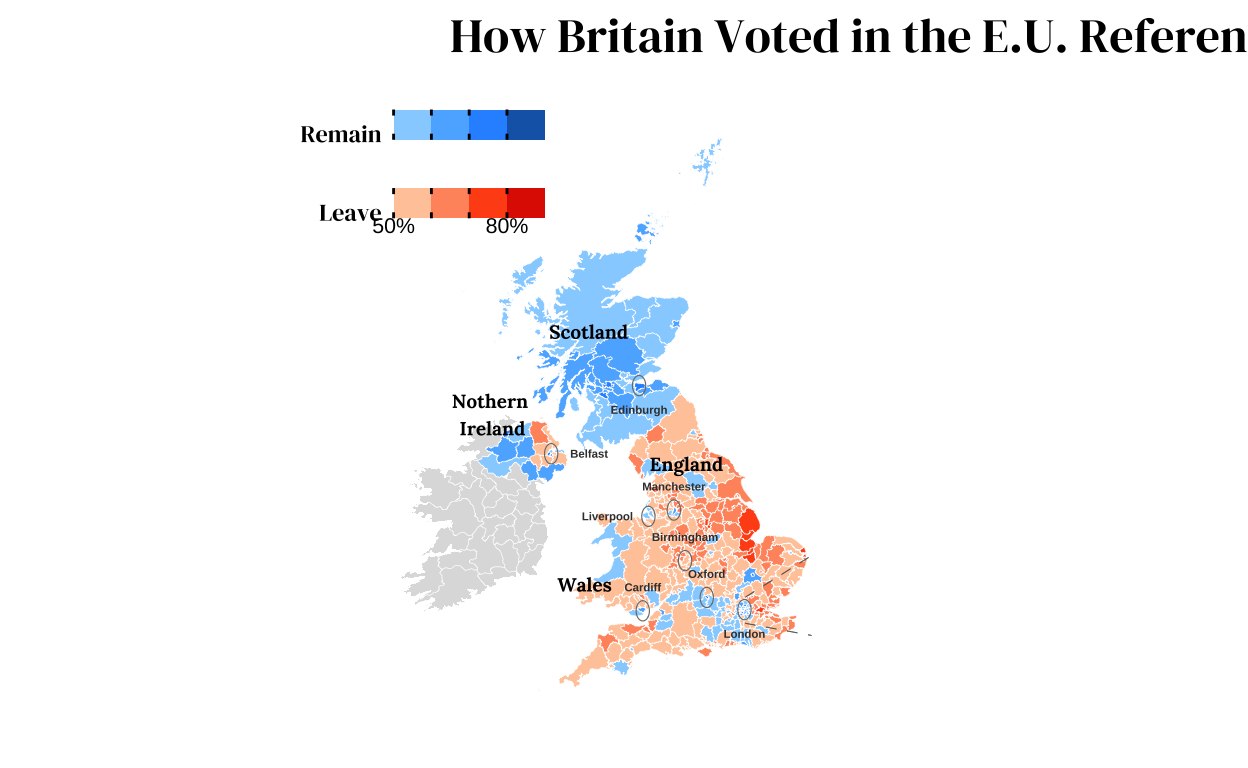 How Britain Voted in the E.U. Referen
Remain
Leave
50% 80%
Scotland
Edinburgh
Nothern
Ireland
Belfast
England
Manchester
Liverpool
Birmingham
Oxford
Wales
Cardiff
London